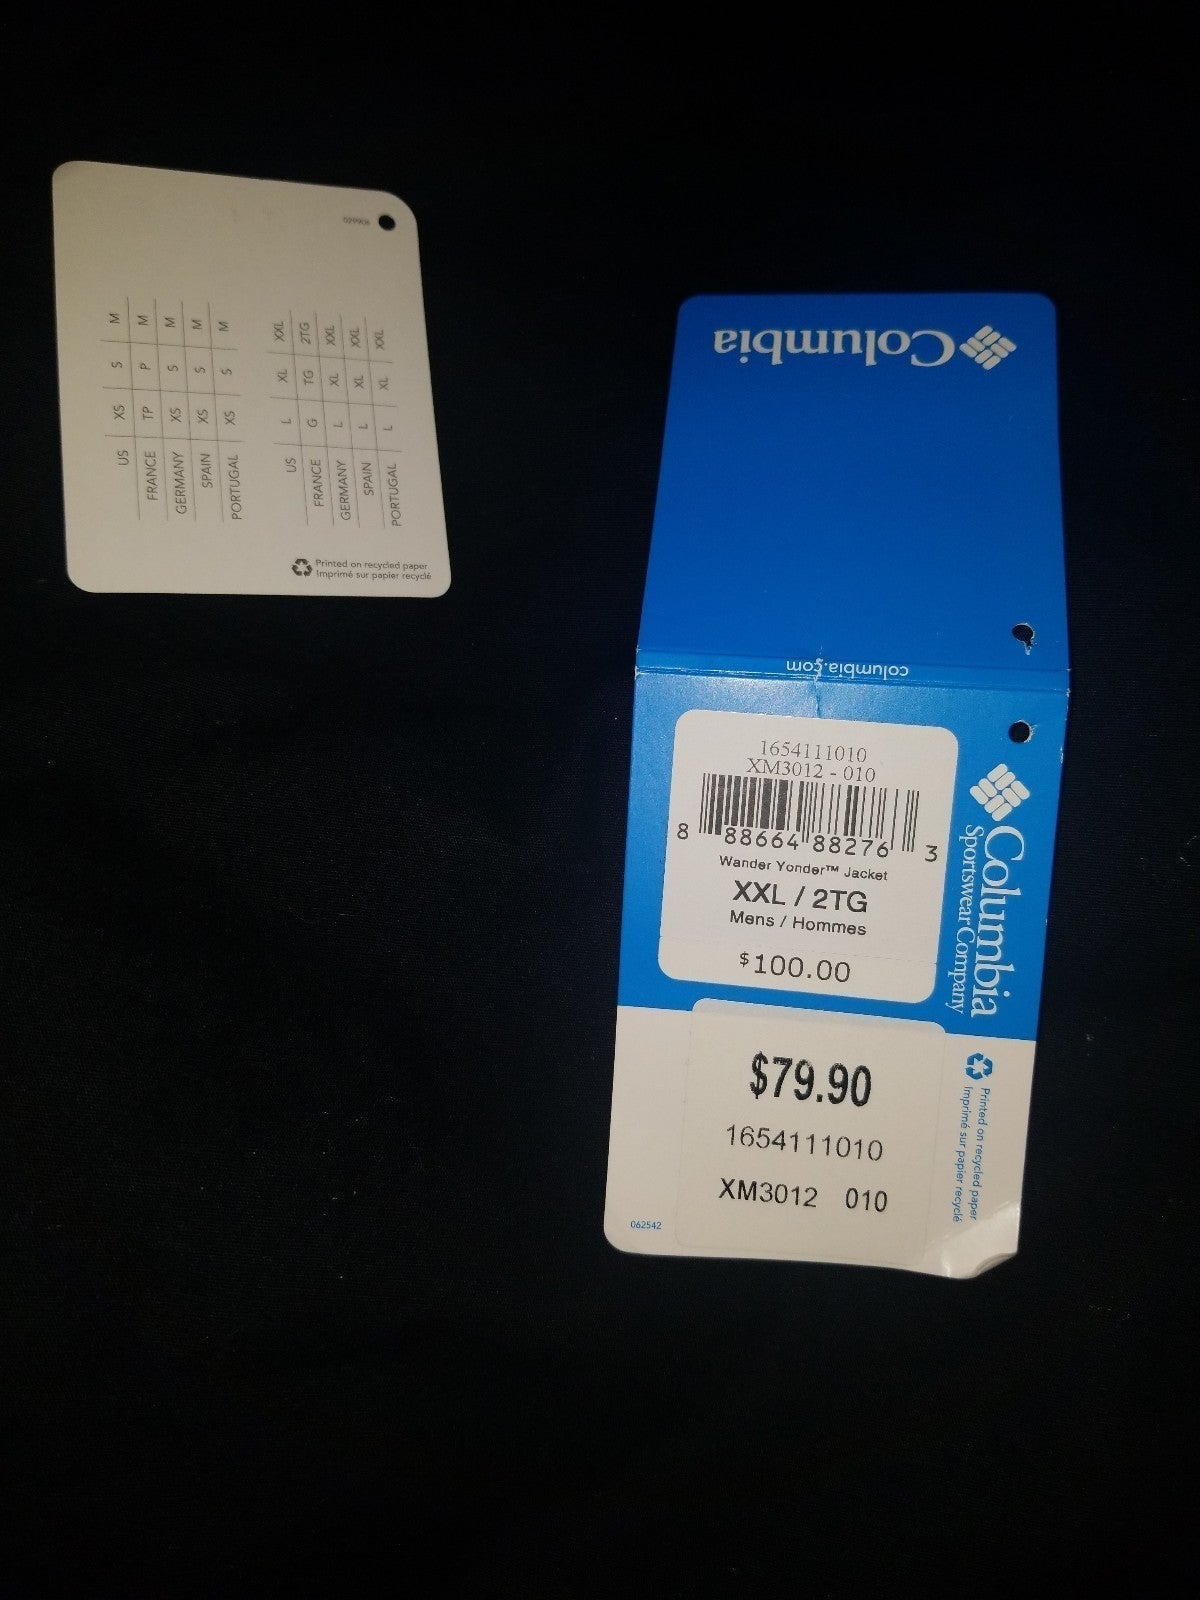 029906
US XS S M
FRANCE TP P M
GERMANY XS S M
SPAIN XS S M
PORTUGAL XS S M
US L XL XXL
FRANCE G TG 2TG
GERMANY L XL XXL
SPAIN L XL XXL
PORTUGAL L XL XXL
Printed on recycled paper
Imprimé sur papier recyclé
Columbia
columbia.com
1654111010
XM3012 - 010
8 88664 88276 3
Wander Yonder™ Jacket
XXL / 2TG
Mens / Hommes
$100.00
Columbia
Sportswear Company
$79.90
1654111010
XM3012 010
Printed on recycled paper
Imprimé sur papier recyclé
062542